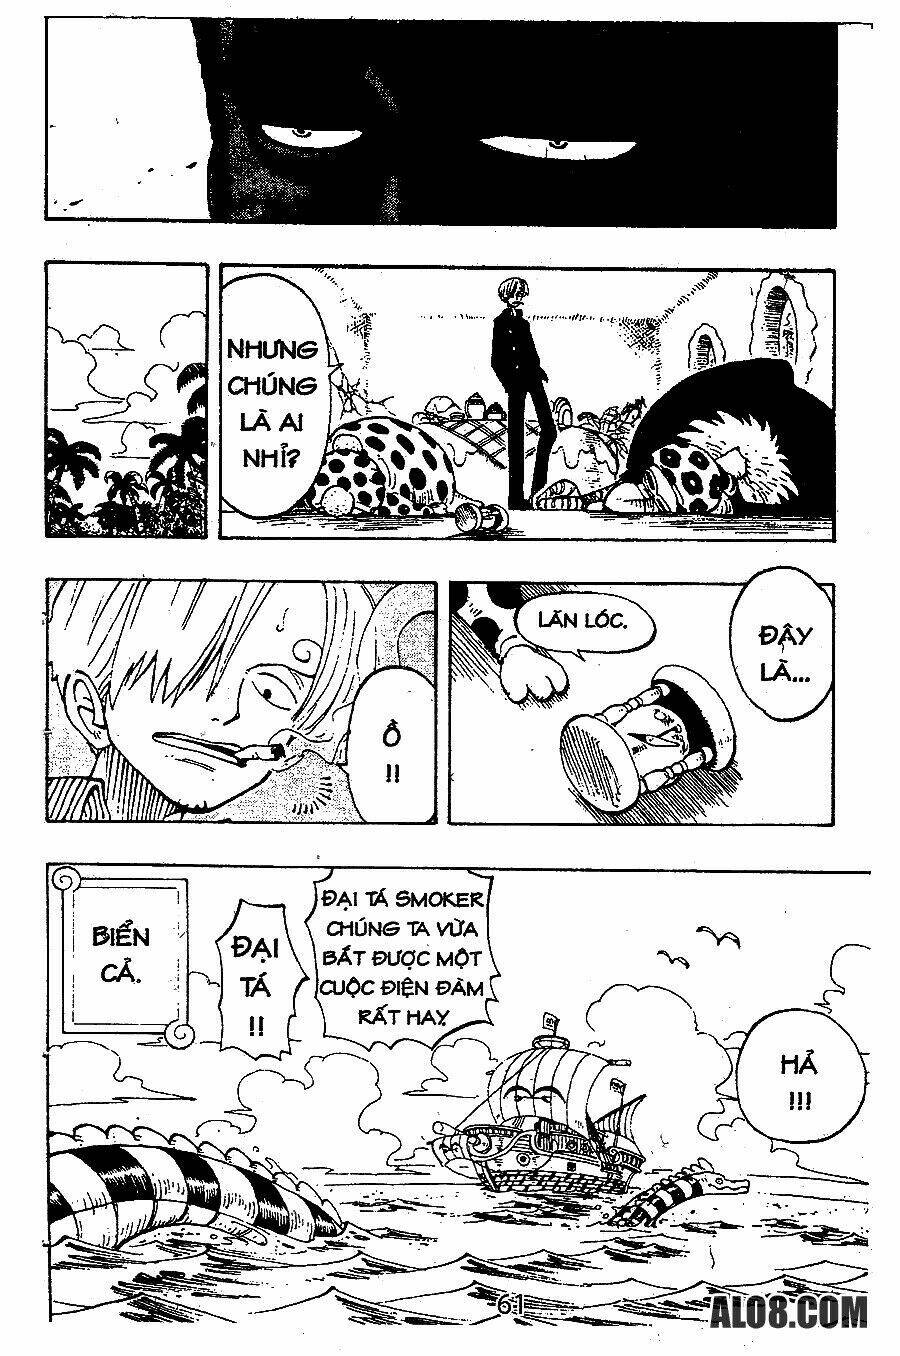 NHƯNG
CHÚNG
LÀ AI
NHỈ?
Ồ
!!
LĂN LÓC.
ĐÂY
LÀ...
BIỂN
CẢ.
ĐẠI
TÁ
!!
ĐẠI TÁ SMOKER
CHÚNG TA VỪA
BẮT ĐƯỢC MỘT
CUỘC ĐIỆN ĐÀM
RẤT HAY.
HẢ
!!!
61
ALO8.COM